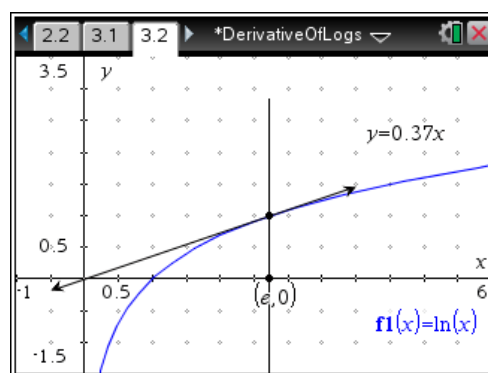 2.2 3.1 3.2 *DerivativeOfLogs
3.5 y
y=0.37x
0.5
x
-1 0.5 (e,0) 6
f1(x)=ln(x)
-1.5